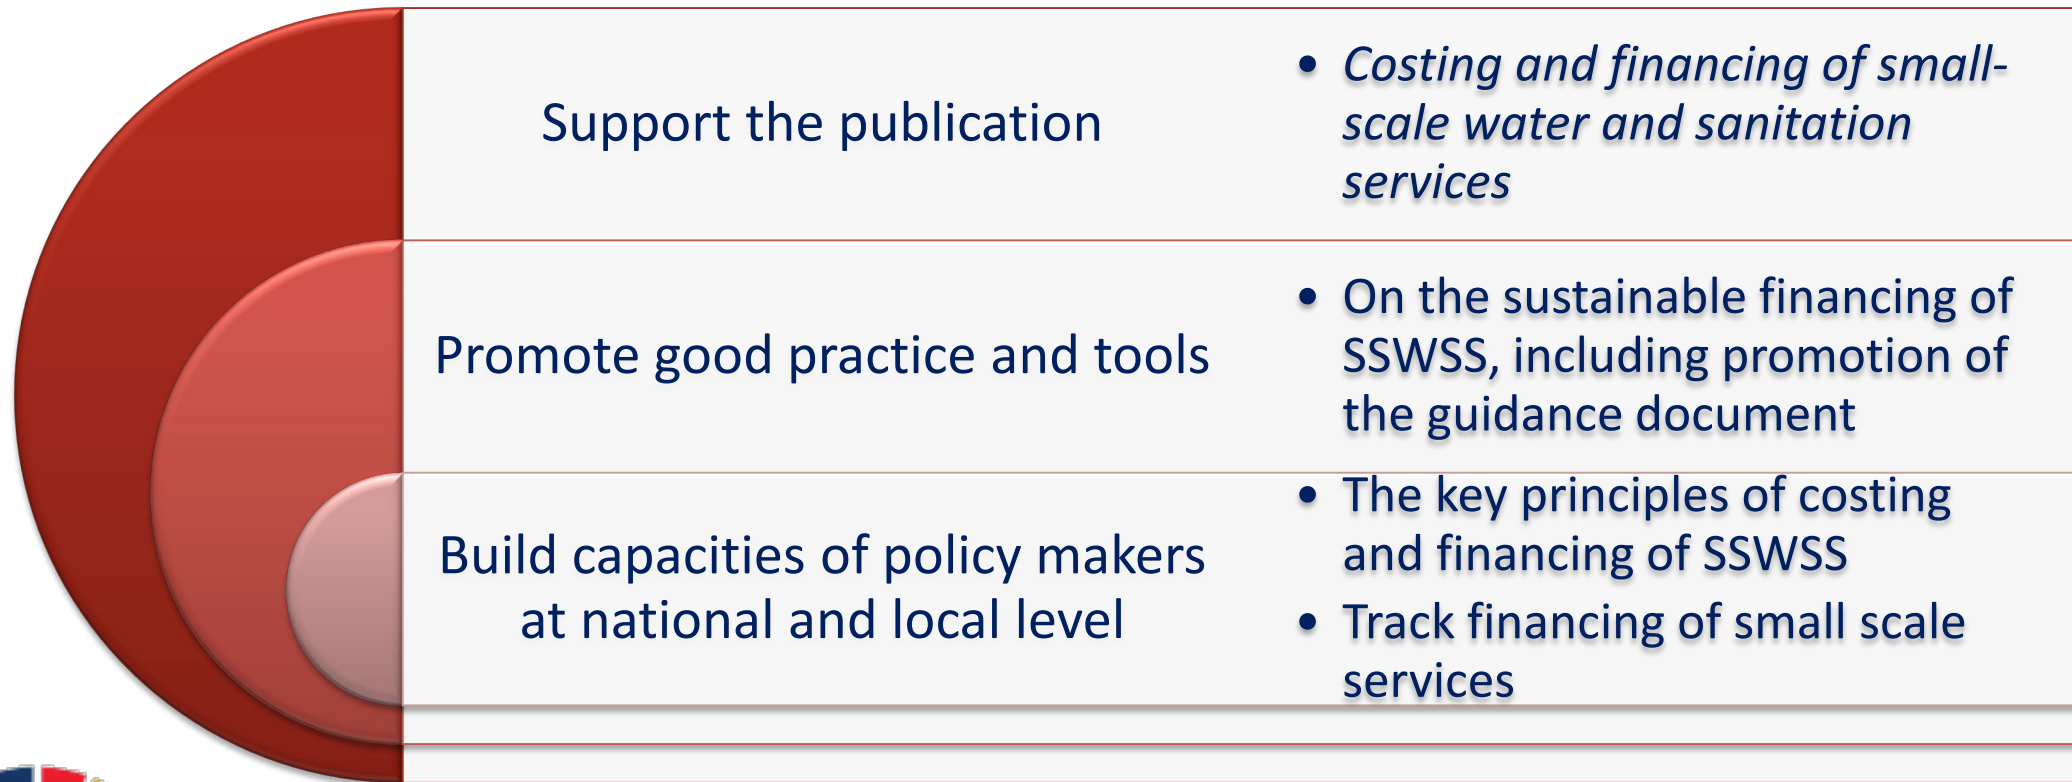 Support the publication
• Costing and financing of small-
scale water and sanitation
services
Promote good practice and tools
• On the sustainable financing of
SSWSS, including promotion of
the guidance document
Build capacities of policy makers
at national and local level
• The key principles of costing
and financing of SSWSS
• Track financing of small scale
services